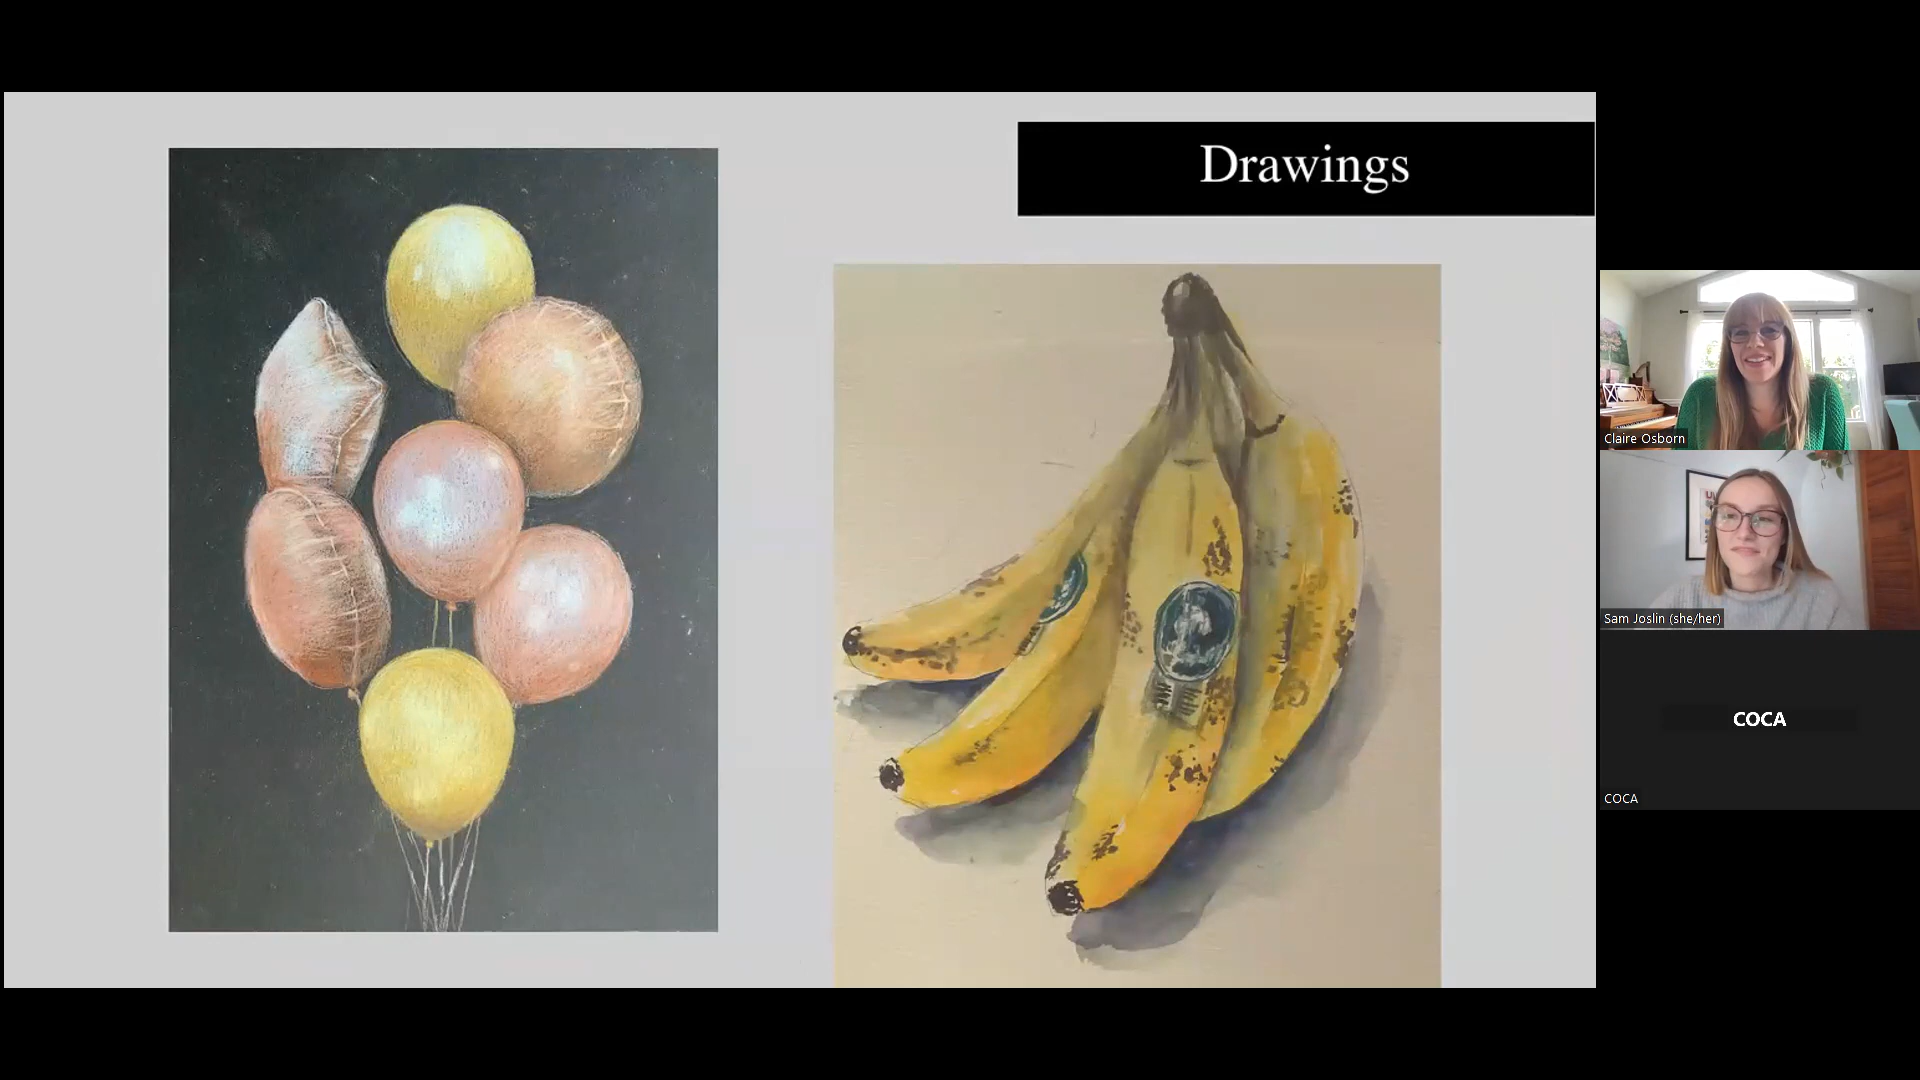 Drawings
Claire Osborn
Sam Joslin (she/her)
COCA
COCA